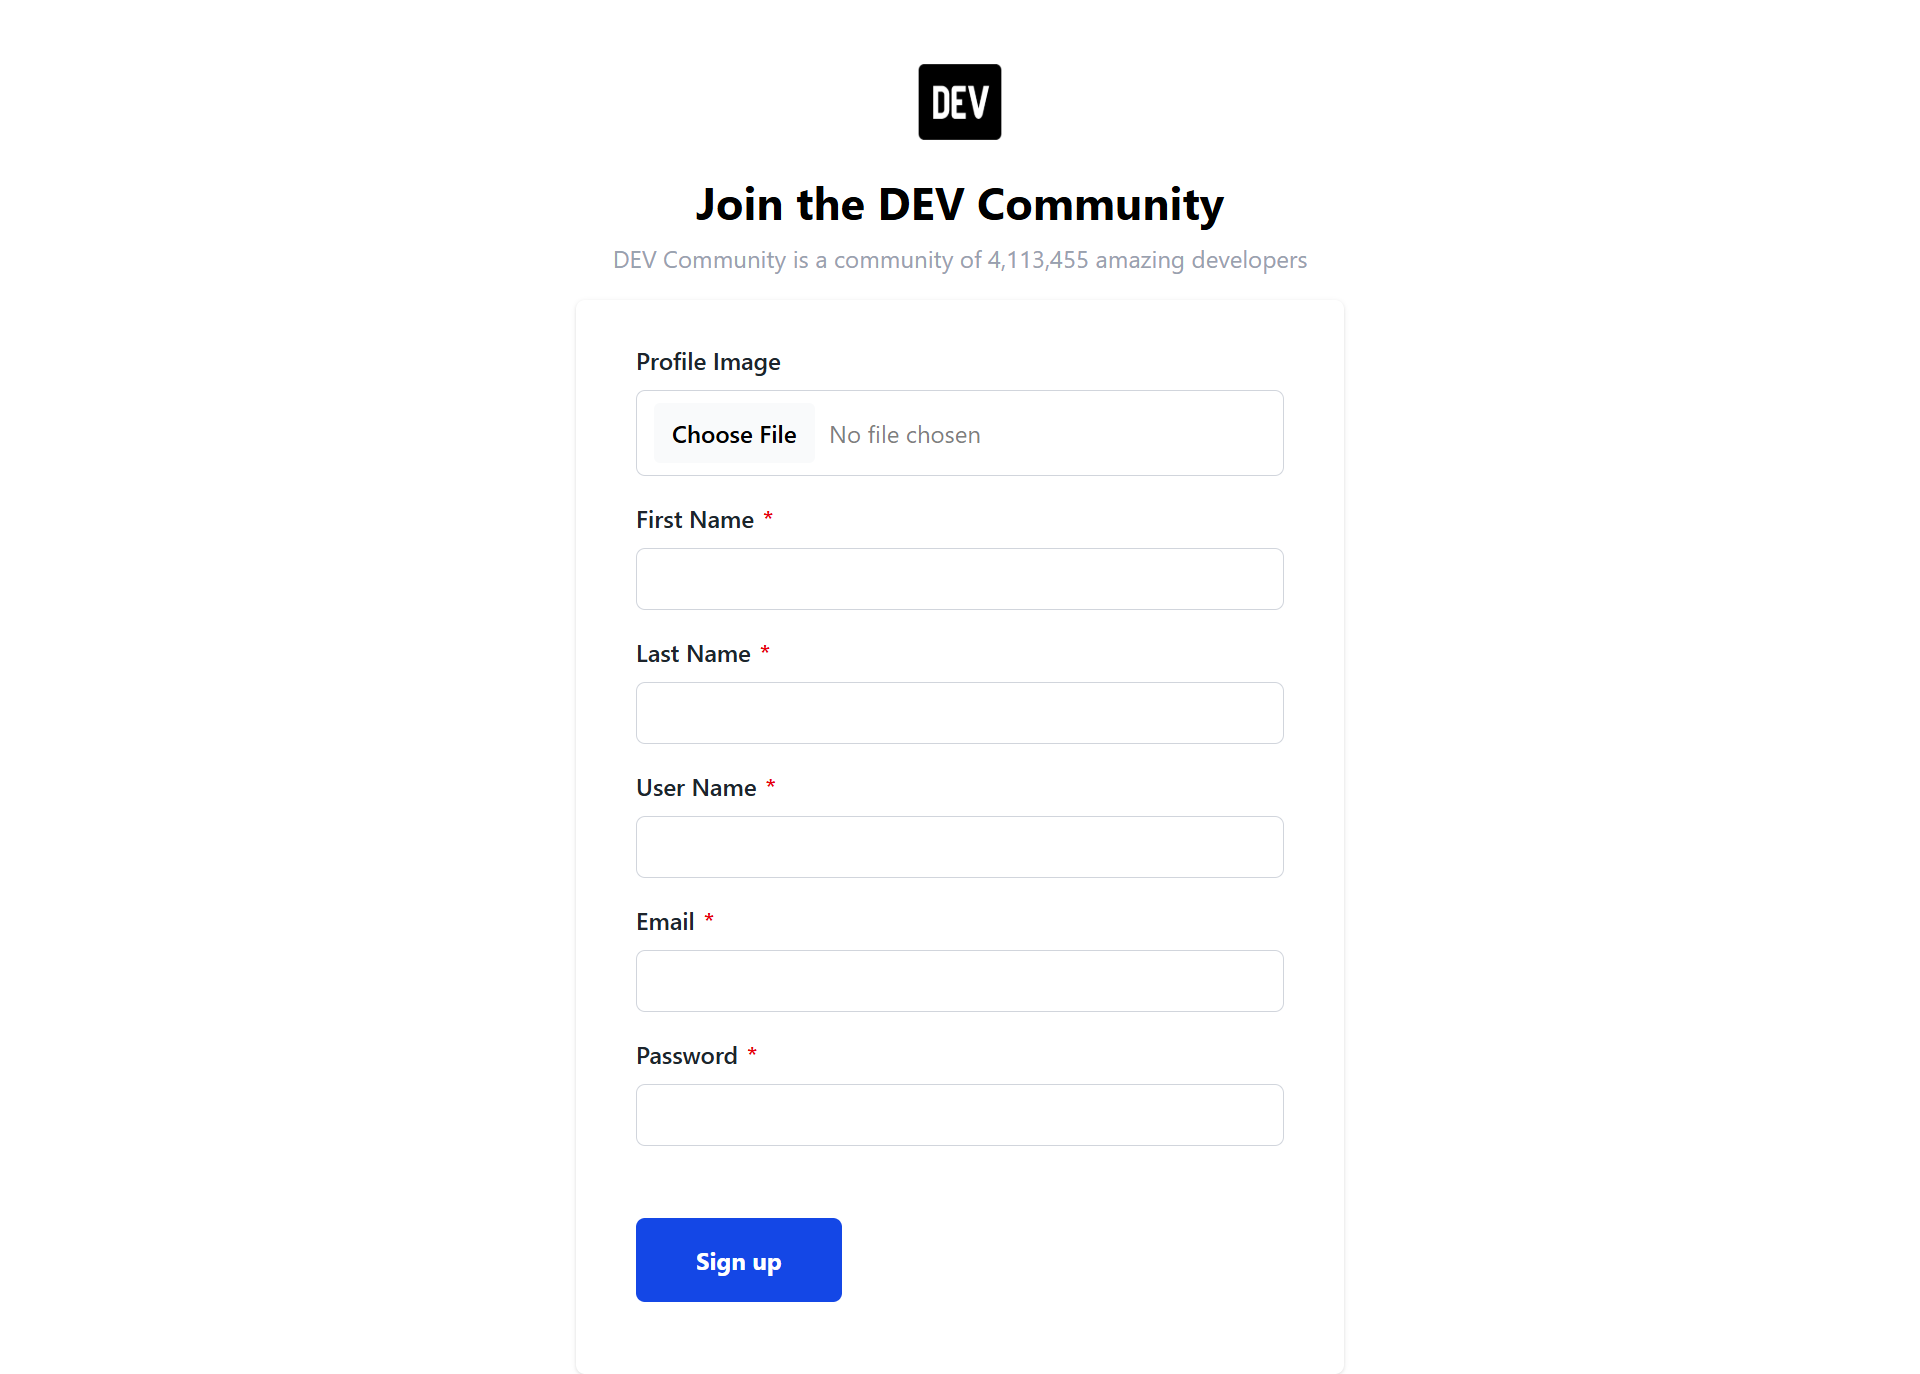 DEV
Join the DEV Community
DEV Community is a community of 4,113,455 amazing developers
Profile Image
Choose File No file chosen
First Name *
Last Name *
User Name *
Email *
Password *
Sign up